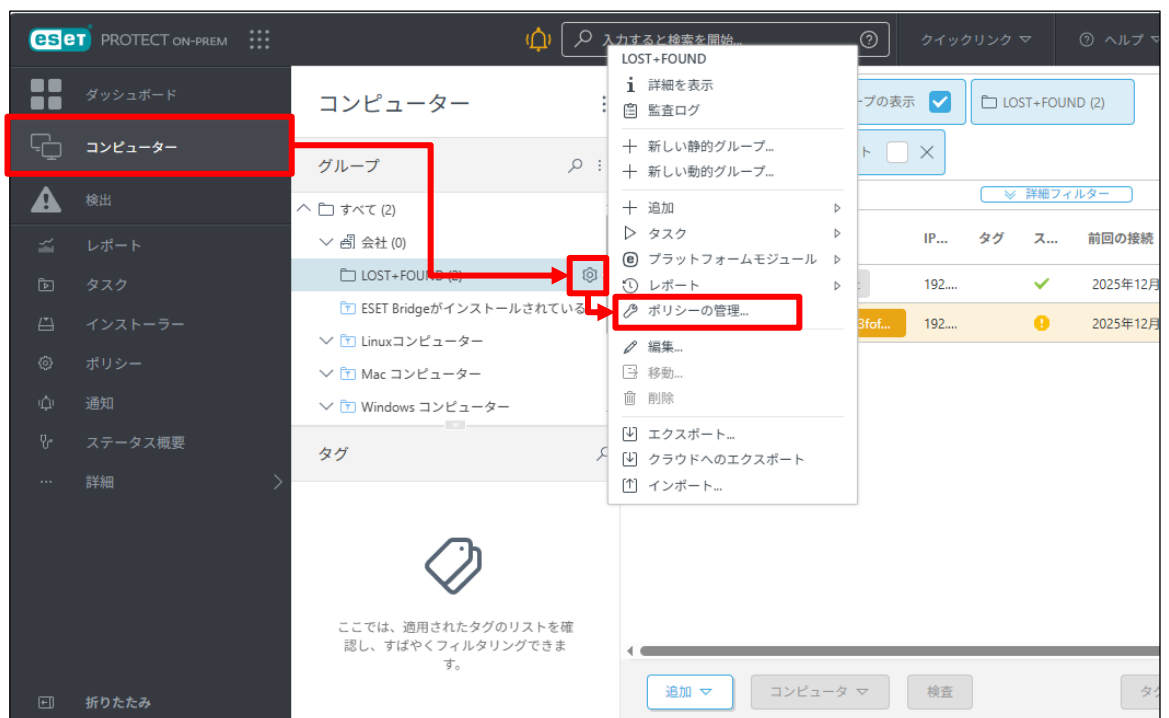 eset PROTECT ON-PREM
入力すると検索を開始...
クイックリンク
ヘルプ
ダッシュボード
コンピューター
検出
レポート
タスク
インストーラー
ポリシー
通知
ステータス概要
詳細
折りたたみ
コンピューター
グループ
すべて (2)
会社 (0)
LOST+FOUND (2)
ESET Bridgeがインストールされている
Linuxコンピューター
Mac コンピューター
Windows コンピューター
タグ
ここでは、適用されたタグのリストを確
認し、すばやくフィルタリングできま
す。
LOST+FOUND
詳細を表示
監査ログ
新しい静的グループ...
新しい動的グループ...
追加
タスク
プラットフォームモジュール
レポート
ポリシーの管理...
編集...
移動...
削除
エクスポート...
クラウドへのエクスポート
インポート...
プの表示
LOST+FOUND (2)
ト
詳細フィルター
IP... タグ ス... 前回の接続
192.... 2025年12月
3fof... 192.... 2025年12月
追加
コンピュータ
検査
タグ